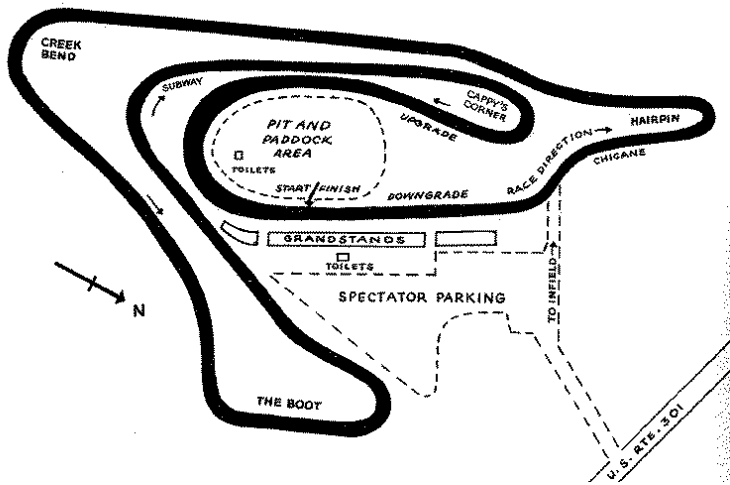 CREEK
BEND
SUBWAY
CAPPY'S
CORNER
UPGRADE
HAIRPIN
PIT AND
PADDOCK
AREA
TOILETS
RACE DIRECTION
CHICANE
START/FINISH
DOWNGRADE
GRANDSTANDS
TOILETS
TO INFIELD
SPECTATOR PARKING
N
THE BOOT
U.S. RTE. 301